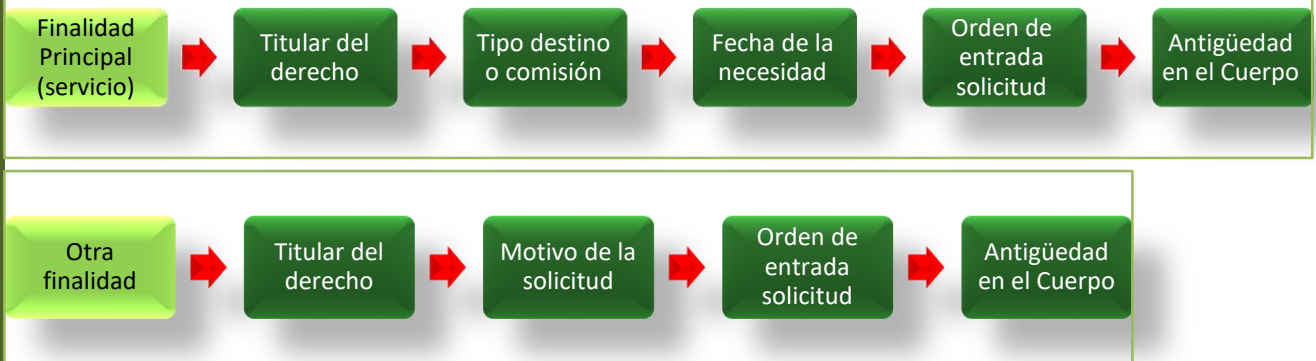 Finalidad
Principal
(servicio)
Titular del
derecho
Tipo destino
o comisión
Fecha de la
necesidad
Orden de
entrada
solicitud
Antigüedad
en el Cuerpo
Otra
finalidad
Titular del
derecho
Motivo de la
solicitud
Orden de
entrada
solicitud
Antigüedad
en el Cuerpo